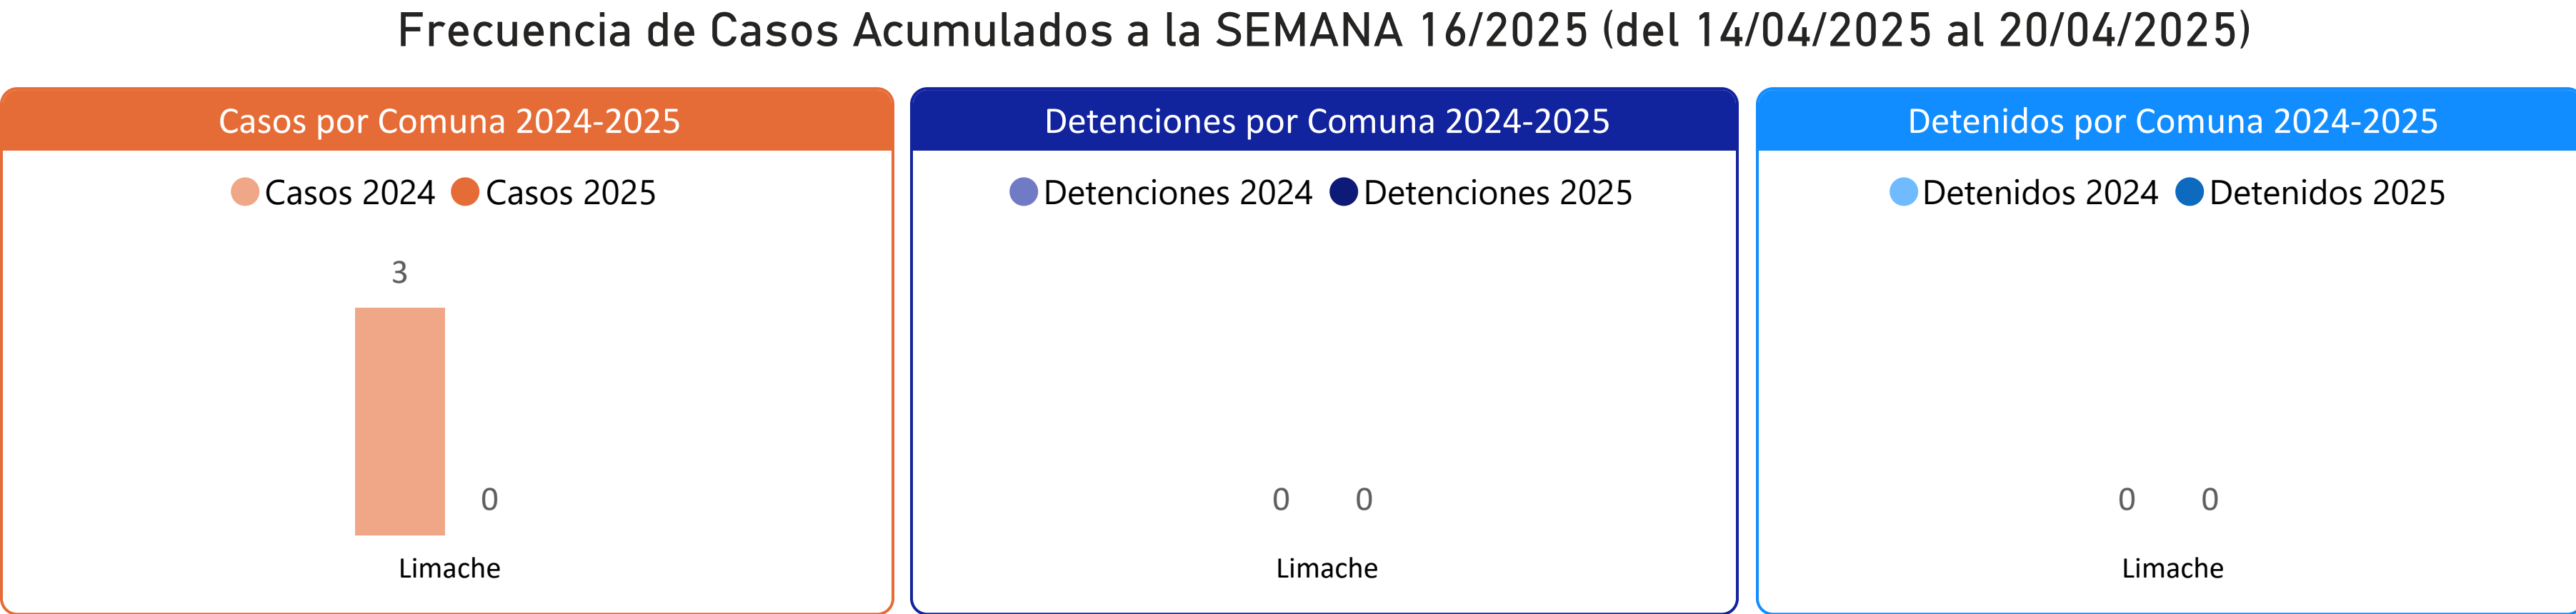 Frecuencia de Casos Acumulados a la SEMANA 16/2025 (del 14/04/2025 al 20/04/2025)
Casos por Comuna 2024-2025
Casos 2024 Casos 2025
3
0
Limache
Detenciones por Comuna 2024-2025
Detenciones 2024 Detenciones 2025
0 0
Limache
Detenidos por Comuna 2024-2025
Detenidos 2024 Detenidos 2025
0 0
Limache